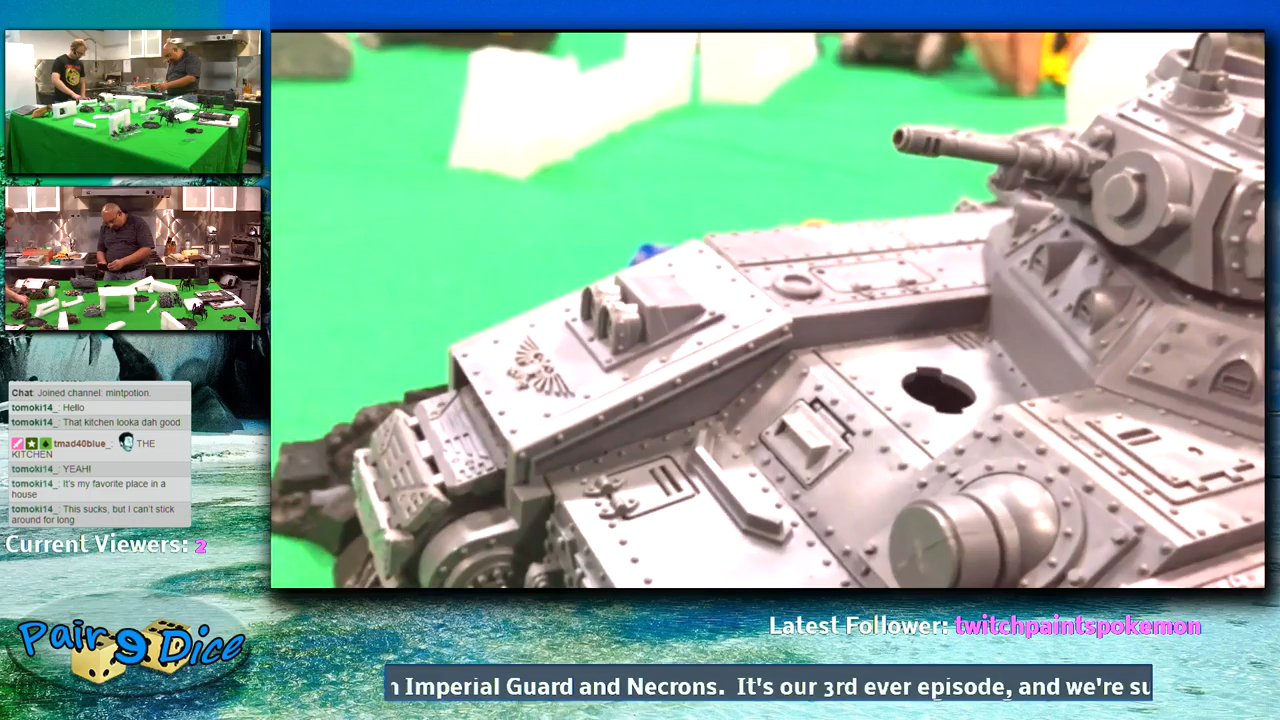 Chat: Joined channel: mintpotion.
tomoki14_: Hello
tomoki14_: That kitchen looka dah good
tmad40blue_: THE
KITCHEN
tomoki14_: YEAH!
tomoki14_: It's my favorite place in a
house
tomoki14_: This sucks, but I can't stick
around for long
Current Viewers: 2
Pair 9 Dice
Latest Follower: twitchpaintspokemon
Imperial Guard and Necrons. It's our 3rd ever episode, and we're su